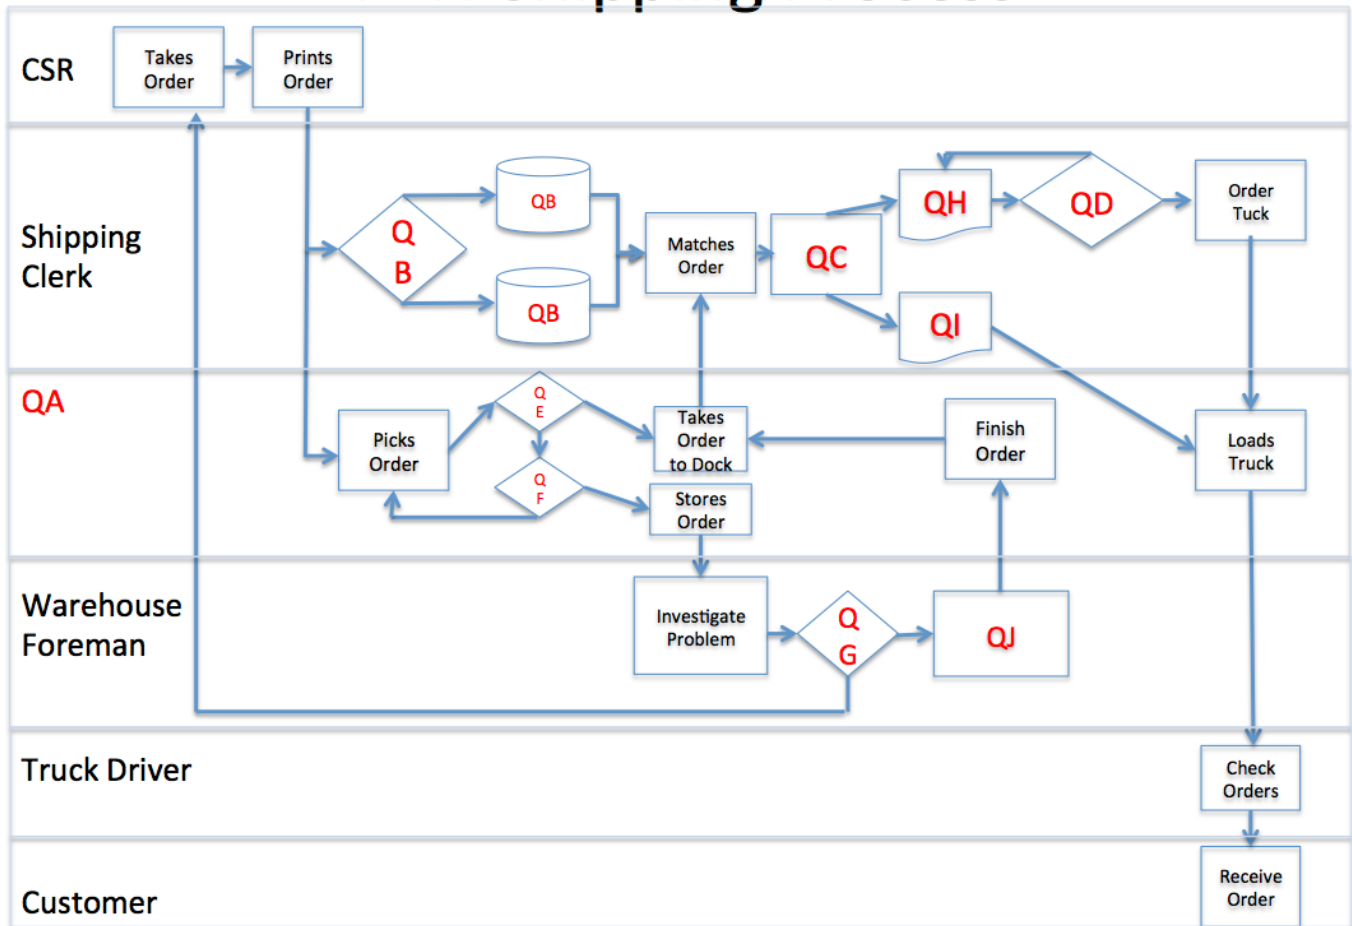 CSR
Takes
Order
Prints
Order
Shipping
Clerk
Q
B
QB
QB
Matches
Order
QC
QH
QI
QD
Order
Tuck
QA
Picks
Order
Q
E
Q
F
Takes
Order
to Dock
Stores
Order
Finish
Order
Loads
Truck
Warehouse
Foreman
Investigate
Problem
Q
G
QJ
Truck Driver
Check
Orders
Customer
Receive
Order